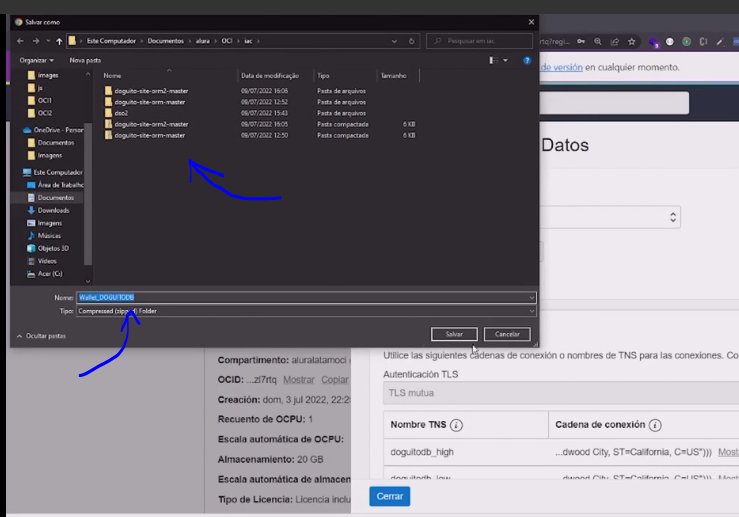 Salvar como
Este Computador > Documentos > alura > OCI > iac >
Pesquisar em iac
Organizar
Nova pasta
images
js
OCI1
OCI2
OneDrive - Person
Documentos
Imagens
Este Computador
Área de Trabalho
Documentos
Downloads
Imagens
Músicas
Objetos 3D
Vídeos
Acer (C:)
Nome
Data de modificação
Tipo
Tamanho
doguito-site-orm2-master 09/07/2022 16:06 Pasta de arquivos
doguito-site-orm-master 09/07/2022 12:52 Pasta de arquivos
dso2 09/07/2022 15:43 Pasta de arquivos
doguito-site-orm2-master 09/07/2022 16:05 Pasta compactada 6 KB
doguito-site-orm-master 09/07/2022 12:50 Pasta compactada 6 KB
Nome: Wallet_DOGUITODB
Tipo: Compressed (zipped) Folder
Ocultar pastas
Salvar
Cancelar
rtq?regi...
de versión en cualquier momento.
Datos
Compartimento: aluralatamoci
OCID: ...zi7rtq Mostrar Copiar
Creación: dom, 3 jul 2022, 22:2
Recuento de OCPU: 1
Escala automática de OCPU:
Almacenamiento: 20 GB
Escala automática de almacen
Tipo de Licencia: Licencia inclu
Utilice las siguientes cadenas de conexión o nombres de TNS para las conexiones. Co
Autenticación TLS
TLS mutua
Nombre TNS
Cadena de conexión
doguitodb_high ...dwood City, ST=California, C=US"))) Most
doguitodb_low
Cerrar